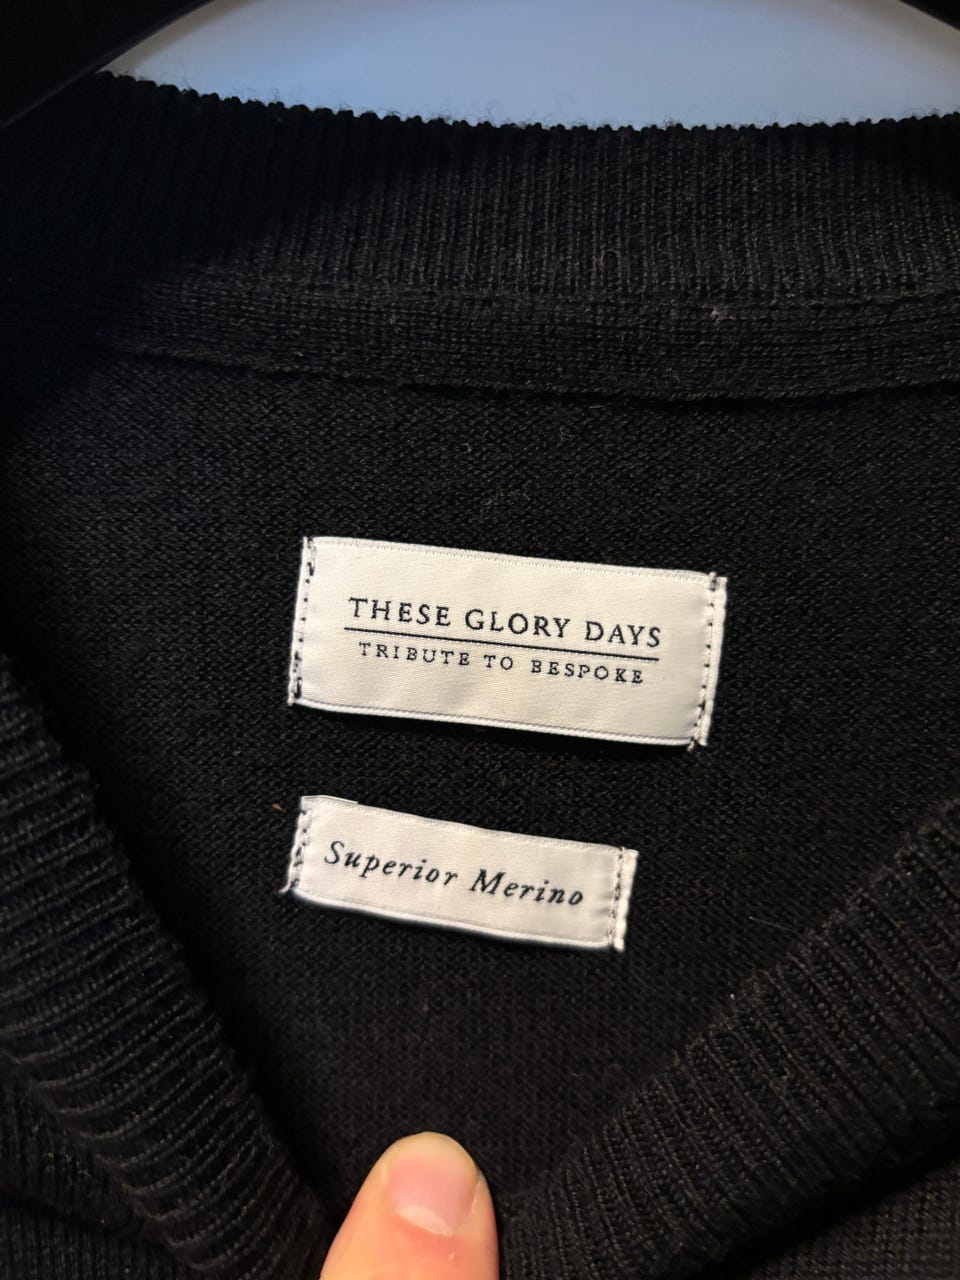 THESE GLORY DAYS
TRIBUTE TO BESPOKE
Superior Merino